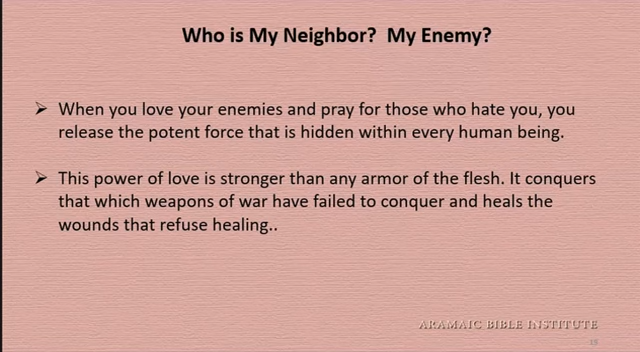 Who is My Neighbor?  My Enemy?
➢ When you love your enemies and pray for those who hate you, you
release the potent force that is hidden within every human being.
➢ This power of love is stronger than any armor of the flesh. It conquers
that which weapons of war have failed to conquer and heals the
wounds that refuse healing..
ARAMAIC BIBLE INSTITUTE
15